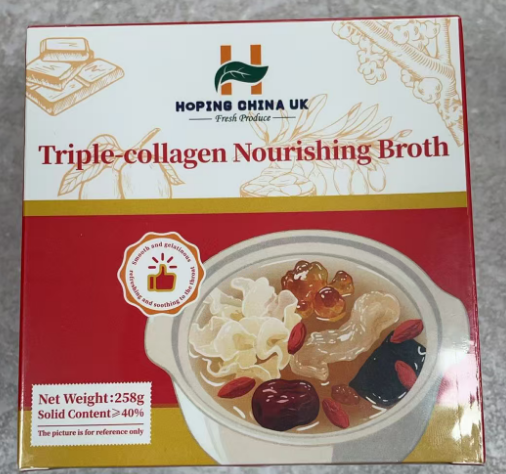 HOPING CHINA UK
Fresh Produce
Triple-collagen Nourishing Broth
Smooth and gelatinous
refreshing and soothing to the throat
Net Weight:258g
Solid Content≥40%
The picture is for reference only